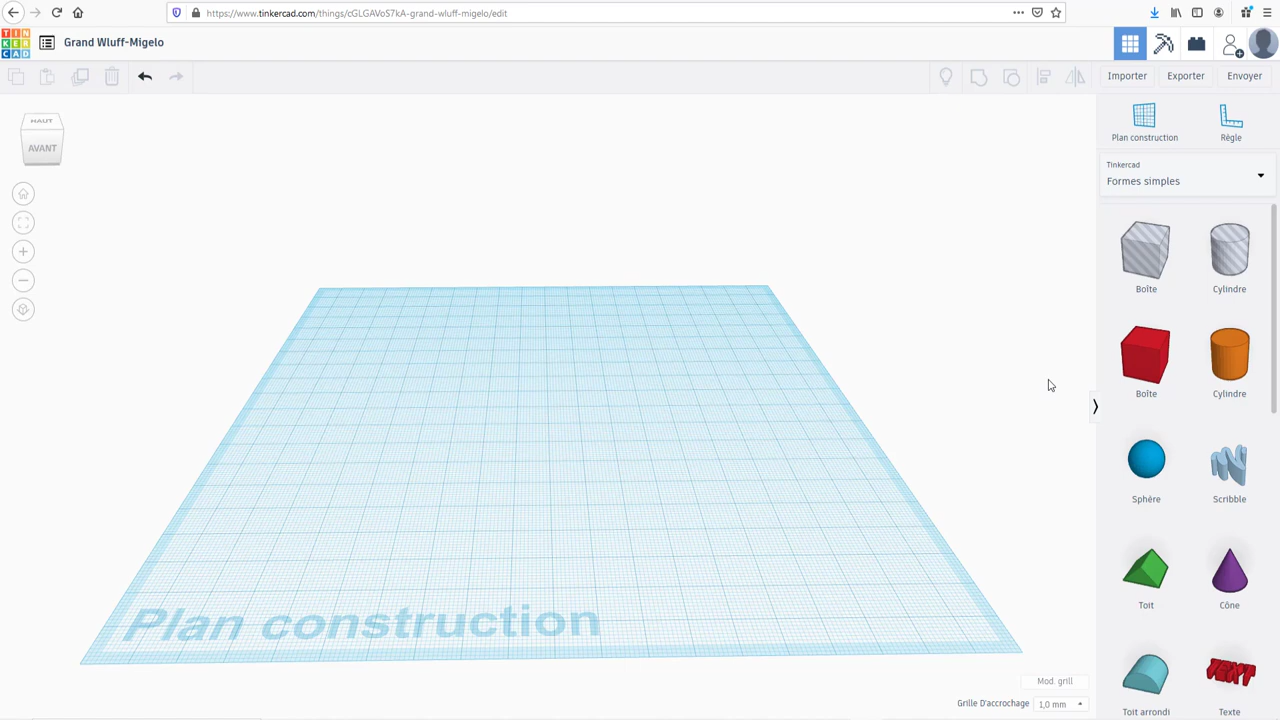 https://www.tinkercad.com/things/cGLGAVoS7kA-grand-wluff-migelo/edit
TIN
KER
CAD
Grand Wluff-Migelo
Importer
Exporter
Envoyer
HAUT
AVANT
Plan construction
Règle
Tinkercad
Formes simples
Boîte
Cylindre
Boîte
Cylindre
Sphère
Scribble
Toit
Cône
Plan construction
TEXT
Toit arrondi
Texte
Mod. grill
Grille D'accrochage
1,0 mm